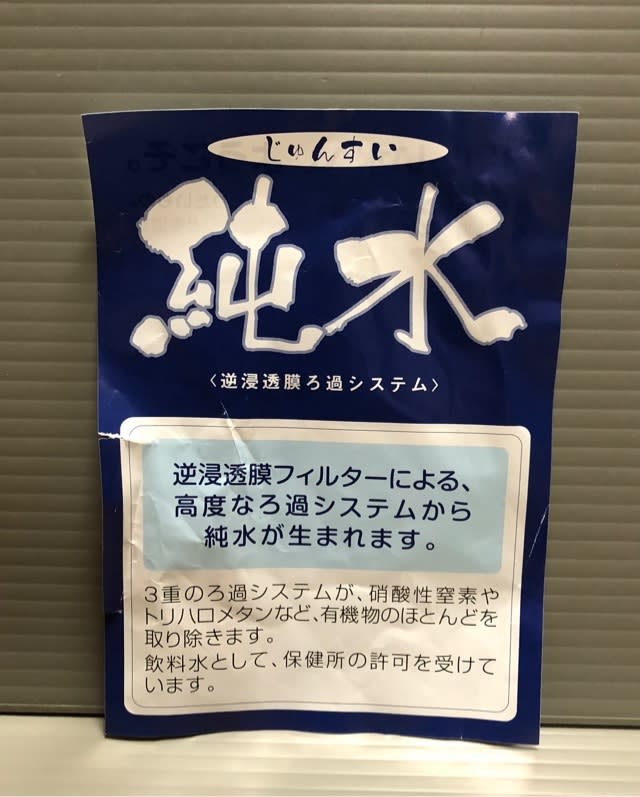 じゅんすい
純水
〈逆浸透膜ろ過システム〉
逆浸透膜フィルターによる、
高度なろ過システムから
純水が生まれます。
3重のろ過システムが、硝酸性窒素や
トリハロメタンなど、有機物のほとんどを
取り除きます。
飲料水として、保健所の許可を受けて
います。